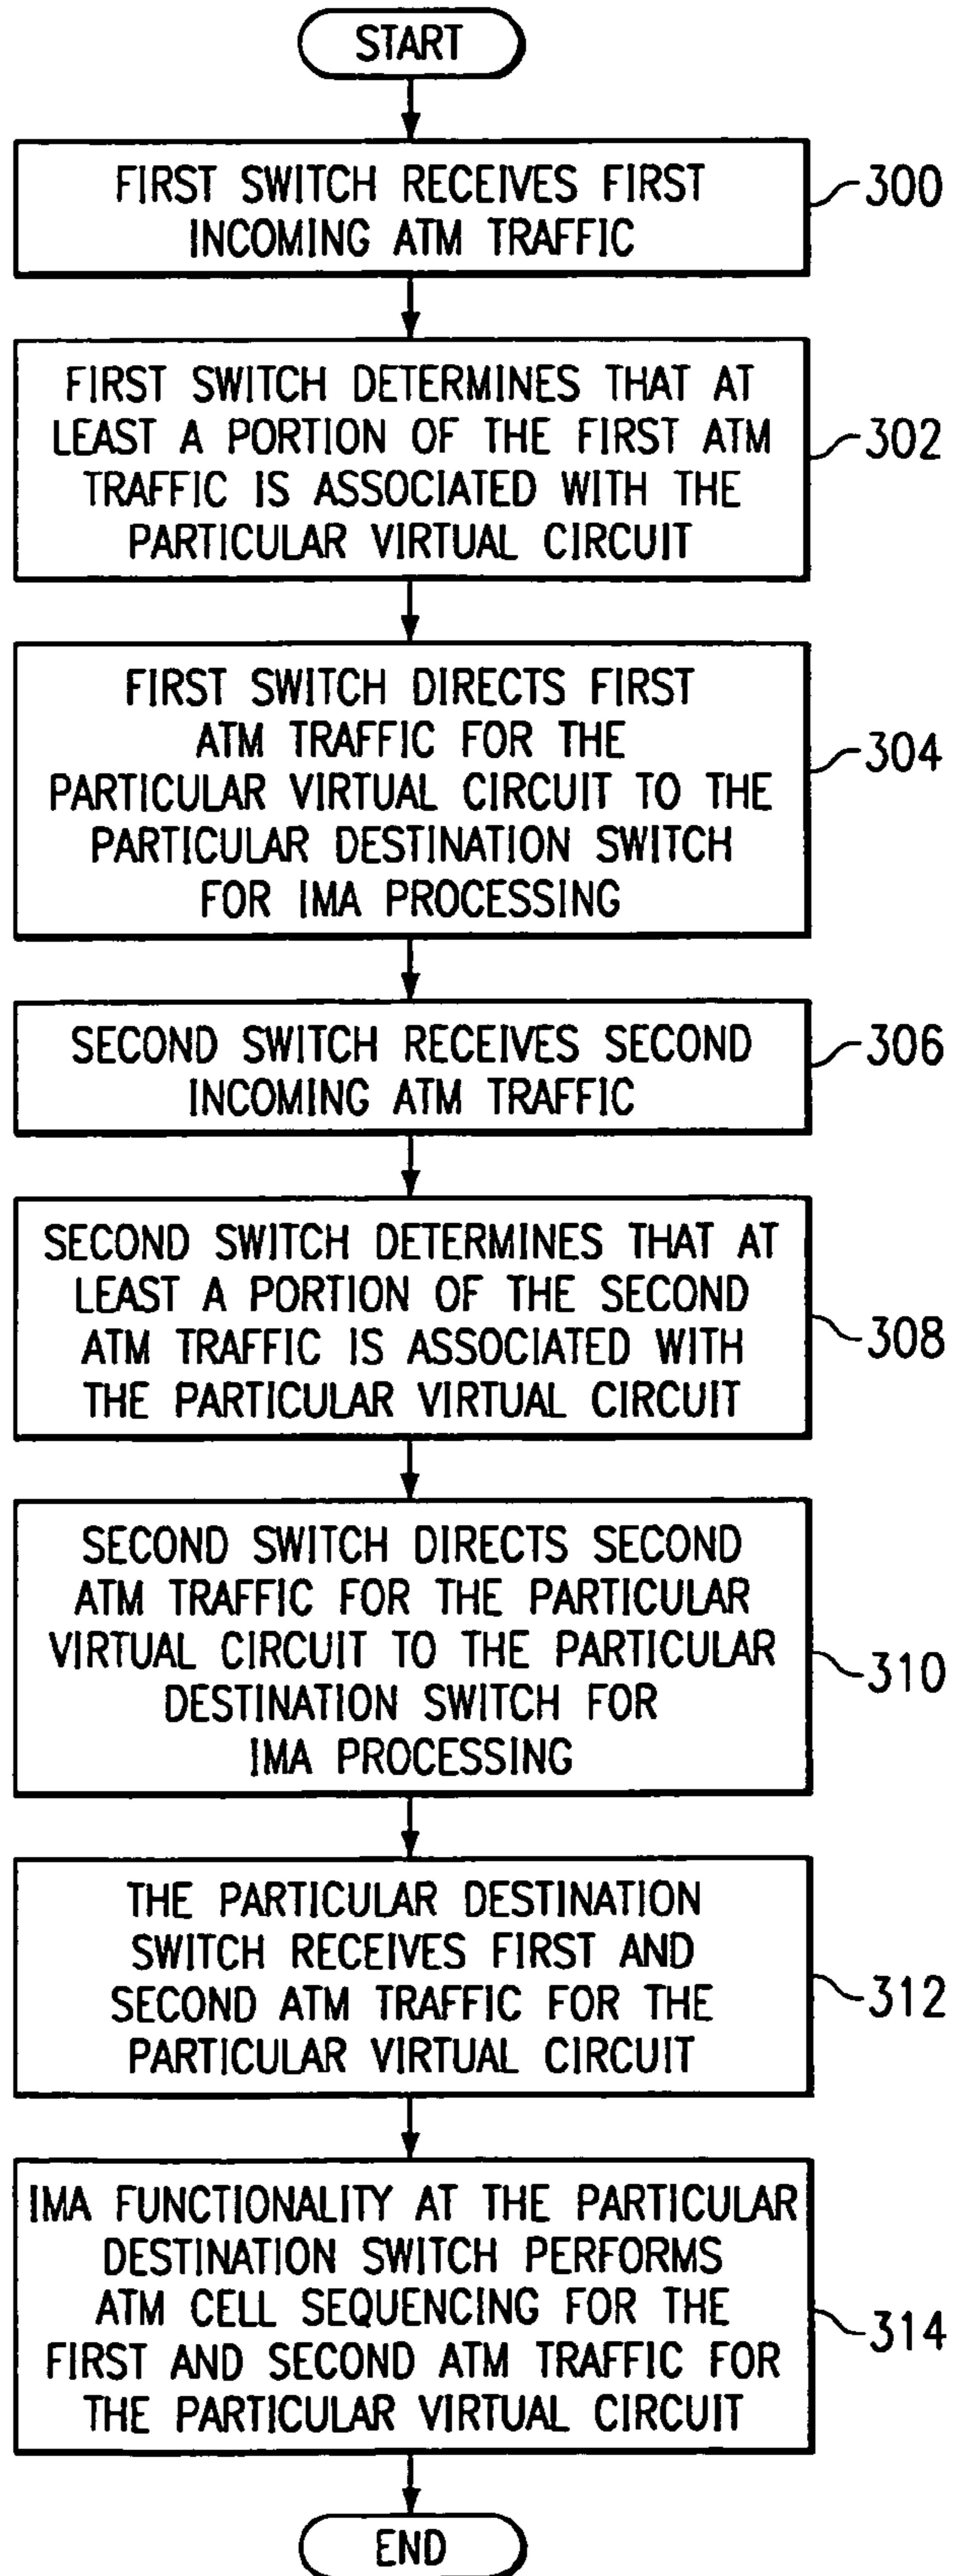 START
FIRST SWITCH RECEIVES FIRST
INCOMING ATM TRAFFIC
300
FIRST SWITCH DETERMINES THAT AT
LEAST A PORTION OF THE FIRST ATM
TRAFFIC IS ASSOCIATED WITH THE
PARTICULAR VIRTUAL CIRCUIT
302
FIRST SWITCH DIRECTS FIRST
ATM TRAFFIC FOR THE
PARTICULAR VIRTUAL CIRCUIT TO THE
PARTICULAR DESTINATION SWITCH
FOR IMA PROCESSING
304
SECOND SWITCH RECEIVES SECOND
INCOMING ATM TRAFFIC
306
SECOND SWITCH DETERMINES THAT AT
LEAST A PORTION OF THE SECOND
ATM TRAFFIC IS ASSOCIATED WITH
THE PARTICULAR VIRTUAL CIRCUIT
308
SECOND SWITCH DIRECTS SECOND
ATM TRAFFIC FOR THE PARTICULAR
VIRTUAL CIRCUIT TO THE PARTICULAR
DESTINATION SWITCH FOR
IMA PROCESSING
310
THE PARTICULAR DESTINATION
SWITCH RECEIVES FIRST AND
SECOND ATM TRAFFIC FOR THE
PARTICULAR VIRTUAL CIRCUIT
312
IMA FUNCTIONALITY AT THE PARTICULAR
DESTINATION SWITCH PERFORMS
ATM CELL SEQUENCING FOR THE
FIRST AND SECOND ATM TRAFFIC FOR
THE PARTICULAR VIRTUAL CIRCUIT
314
END